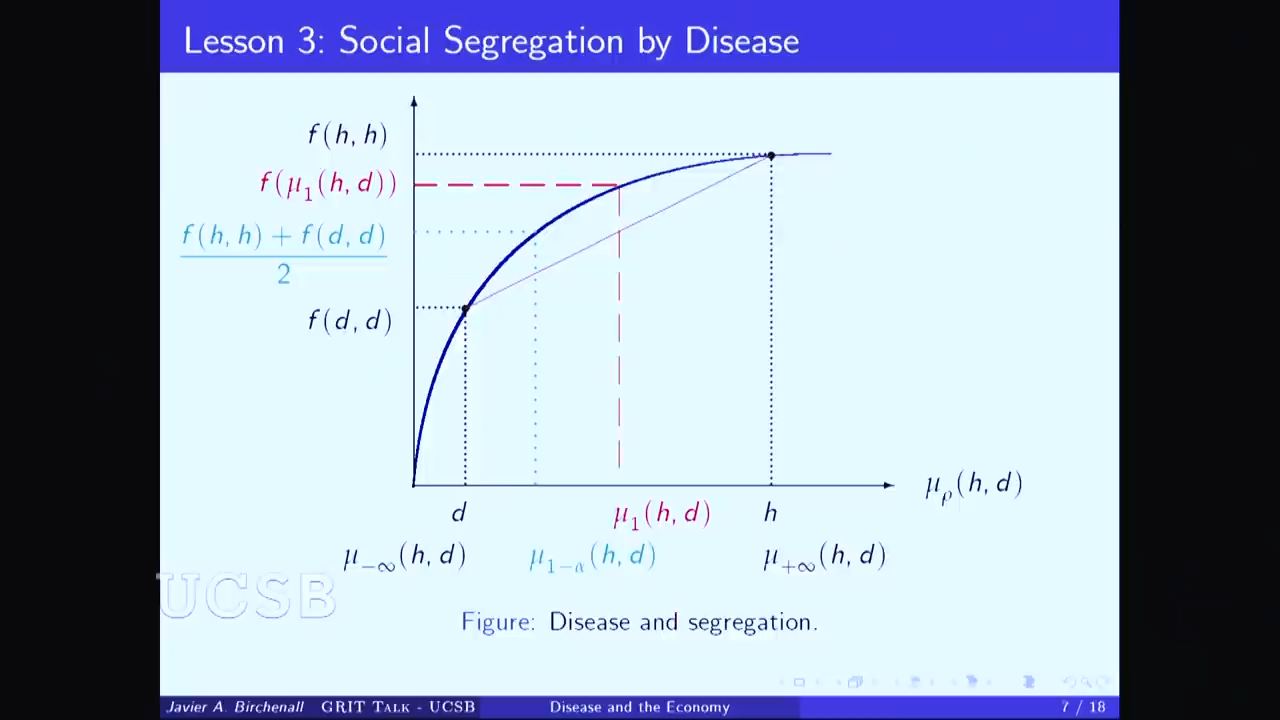 Lesson 3: Social Segregation by Disease
f(h, h)
f(μ₁(h, d))
f(h, h) + f(d, d)
2
f(d, d)
μᵨ(h, d)
d
μ₁(h, d)
h
μ₋∞(h, d)
μ₁₋α(h, d)
μ₊∞(h, d)
UCSB
Figure: Disease and segregation.
Javier A. Birchenall GRIT Talk - UCSB Disease and the Economy 7 / 18